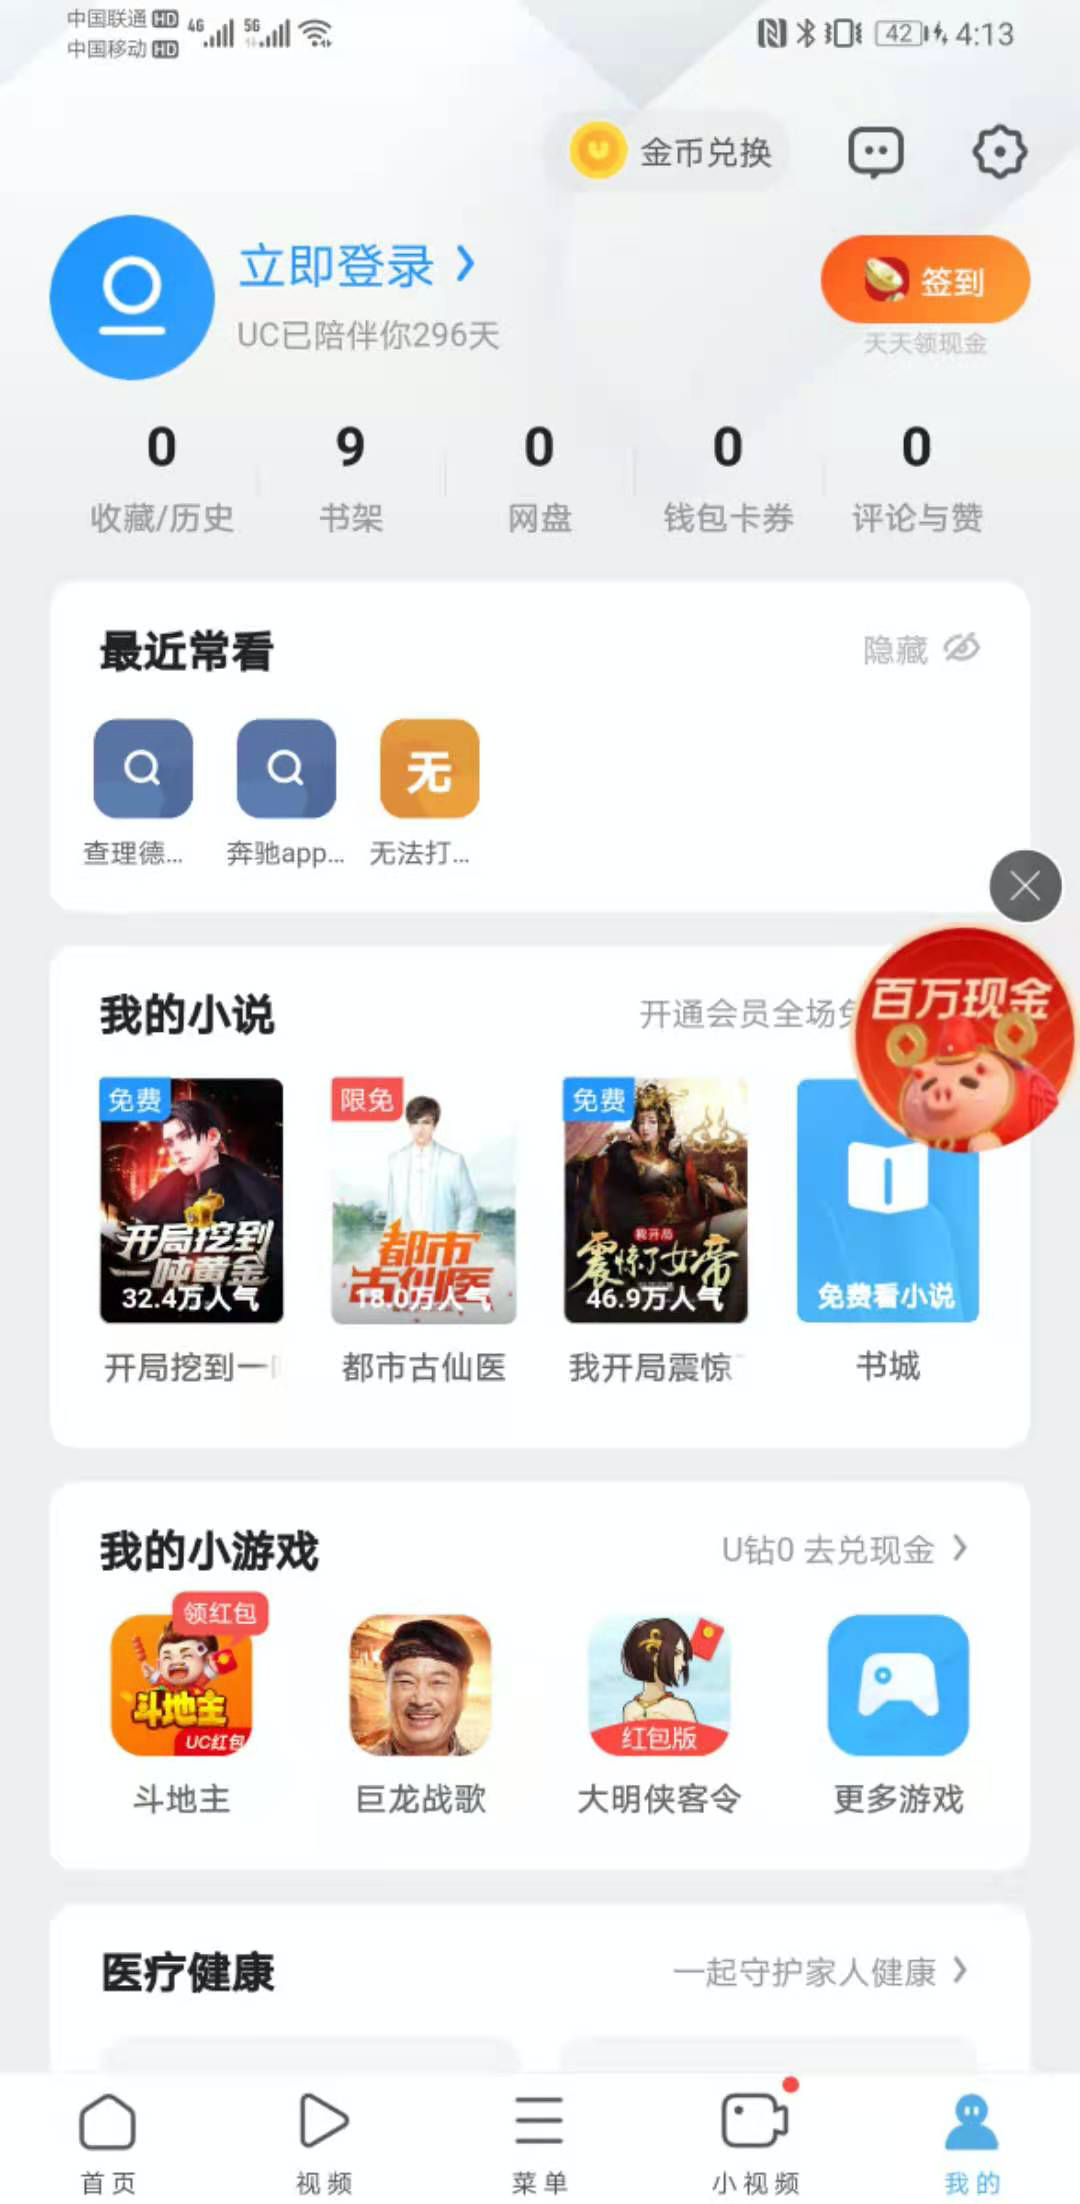 中国联通 HD 4G 5G 42 4:13
中国移动 HD
金币兑换
立即登录
签到
UC已陪伴你296天
天天领现金
0 9 0 0 0
收藏/历史 书架 网盘 钱包卡券 评论与赞
最近常看 隐藏
无
查理德... 奔驰app... 无法打...
我的小说 开通会员全场
百万现金
免费 限免 免费
开局挖到 都市 我开局
一吨黄金 古仙医 震惊了女帝
32.4万人气 18.0万人气 46.9万人气 免费看小说
开局挖到一 都市古仙医 我开局震惊 书城
我的小游戏 U钻0 去兑现金
领红包
斗地主
UC红包 红包版
斗地主 巨龙战歌 大明侠客令 更多游戏
医疗健康 一起守护家人健康
首页 视频 菜单 小视频 我的